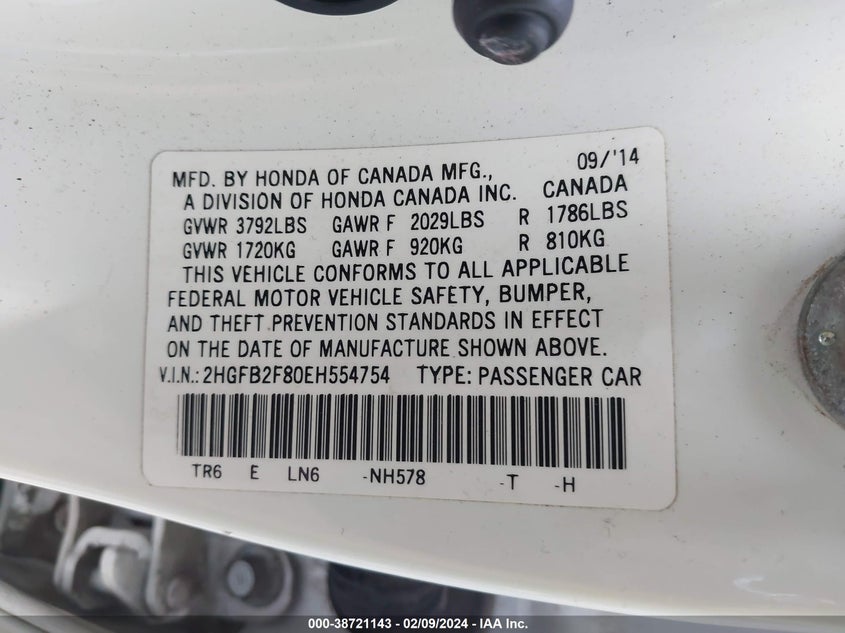 MFD. BY HONDA OF CANADA MFG., 09/'14
A DIVISION OF HONDA CANADA INC. CANADA
GVWR 3792LBS GAWR F 2029LBS R 1786LBS
GVWR 1720KG GAWR F 920KG R 810KG
THIS VEHICLE CONFORMS TO ALL APPLICABLE
FEDERAL MOTOR VEHICLE SAFETY, BUMPER,
AND THEFT PREVENTION STANDARDS IN EFFECT
ON THE DATE OF MANUFACTURE SHOWN ABOVE.
V.I.N.: 2HGFB2F80EH554754 TYPE: PASSENGER CAR
TR6 E LN6 -NH578 -T -H
000-38721143 - 02/09/2024 - IAA Inc.